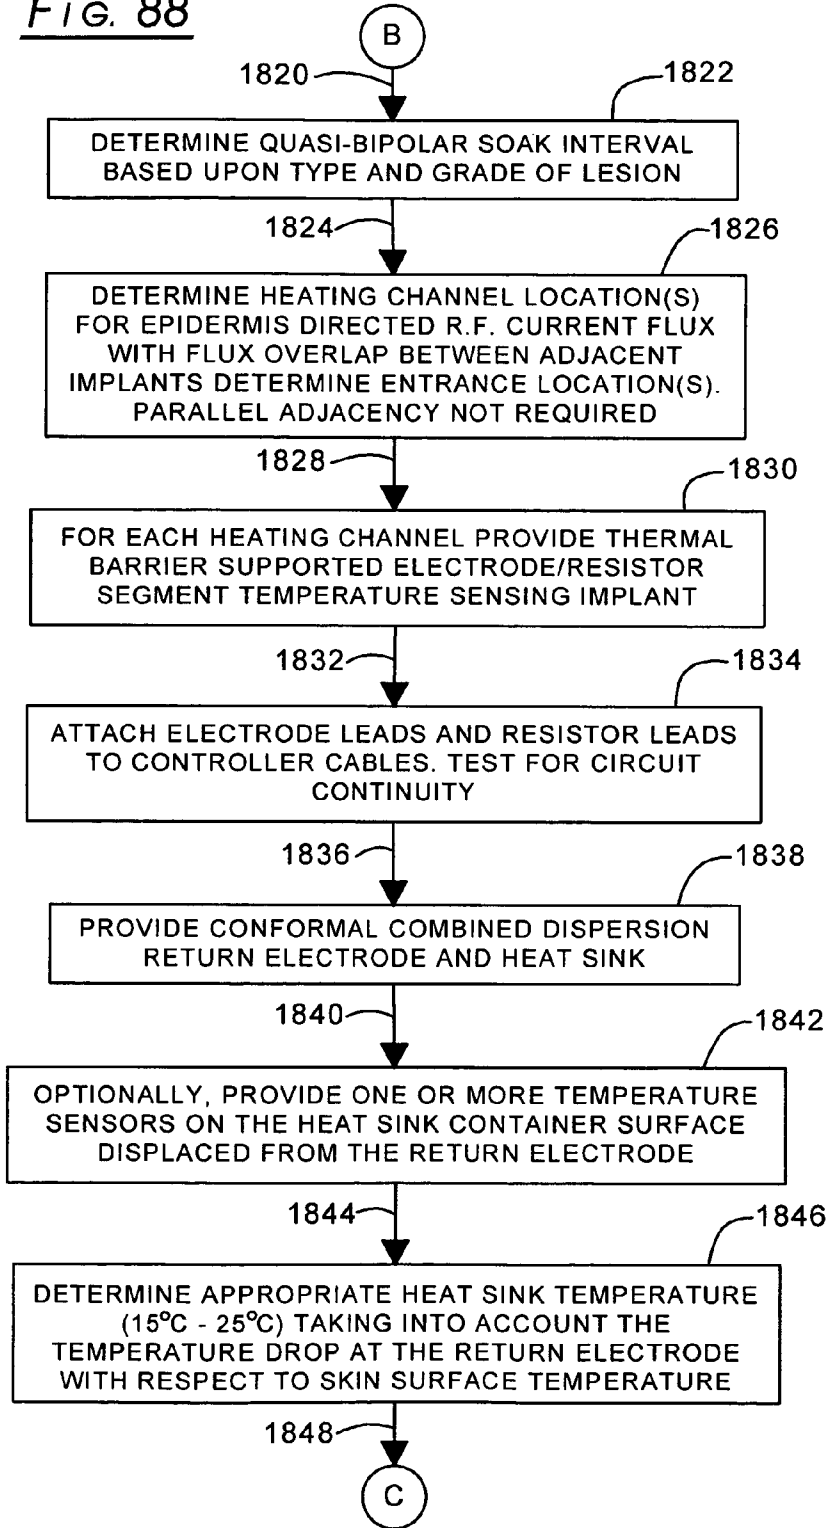 FIG. 88
B
1820
1822
DETERMINE QUASI-BIPOLAR SOAK INTERVAL
BASED UPON TYPE AND GRADE OF LESION
1824
1826
DETERMINE HEATING CHANNEL LOCATION(S)
FOR EPIDERMIS DIRECTED R.F. CURRENT FLUX
WITH FLUX OVERLAP BETWEEN ADJACENT
IMPLANTS DETERMINE ENTRANCE LOCATION(S).
PARALLEL ADJACENCY NOT REQUIRED
1828
1830
FOR EACH HEATING CHANNEL PROVIDE THERMAL
BARRIER SUPPORTED ELECTRODE/RESISTOR
SEGMENT TEMPERATURE SENSING IMPLANT
1832
1834
ATTACH ELECTRODE LEADS AND RESISTOR LEADS
TO CONTROLLER CABLES. TEST FOR CIRCUIT
CONTINUITY
1836
1838
PROVIDE CONFORMAL COMBINED DISPERSION
RETURN ELECTRODE AND HEAT SINK
1840
1842
OPTIONALLY, PROVIDE ONE OR MORE TEMPERATURE
SENSORS ON THE HEAT SINK CONTAINER SURFACE
DISPLACED FROM THE RETURN ELECTRODE
1844
1846
DETERMINE APPROPRIATE HEAT SINK TEMPERATURE
(15°C - 25°C) TAKING INTO ACCOUNT THE
TEMPERATURE DROP AT THE RETURN ELECTRODE
WITH RESPECT TO SKIN SURFACE TEMPERATURE
1848
C